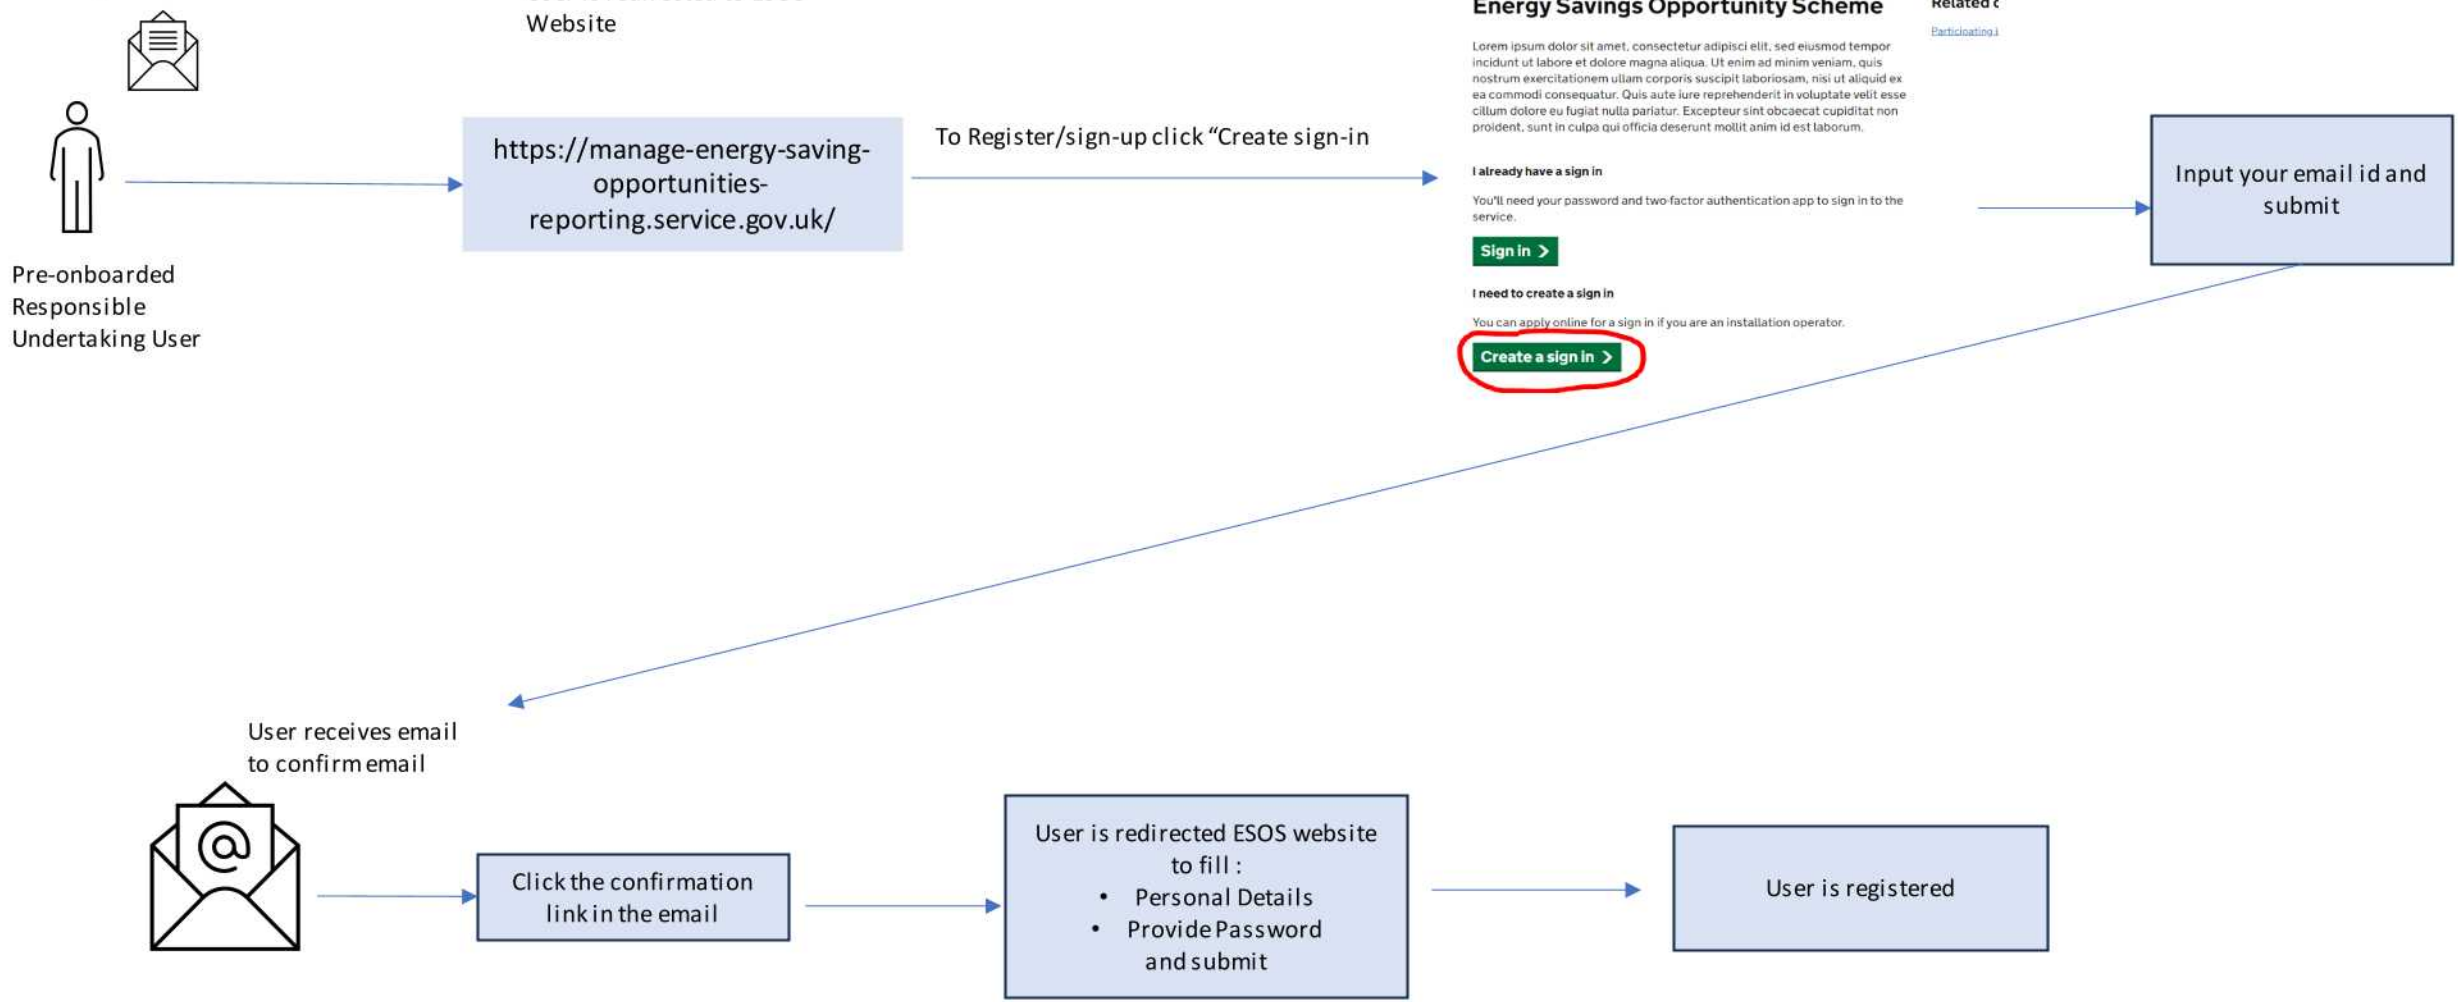 Website
Pre-onboarded
Responsible
Undertaking User
https://manage-energy-saving-
opportunities-
reporting.service.gov.uk/
To Register/sign-up click “Create sign-in
Energy Savings Opportunity Scheme
Related
Participating i
Lorem ipsum dolor sit amet, consectetur adipisci elit, sed eiusmod tempor
incidunt ut labore et dolore magna aliqua. Ut enim ad minim veniam, quis
nostrum exercitationem ullam corporis suscipit laboriosam, nisi ut aliquid ex
ea commodi consequatur. Quis aute iure reprehenderit in voluptate velit esse
cillum dolore eu fugiat nulla pariatur. Excepteur sint obcaecat cupiditat non
proident, sunt in culpa qui officia deserunt mollit anim id est laborum.
I already have a sign in
You'll need your password and two-factor authentication app to sign in to the
service.
Sign in
I need to create a sign in
You can apply online for a sign in if you are an installation operator.
Create a sign in
Input your email id and
submit
User receives email
to confirm email
@
Click the confirmation
link in the email
User is redirected ESOS website
to fill :
• Personal Details
• Provide Password
and submit
User is registered